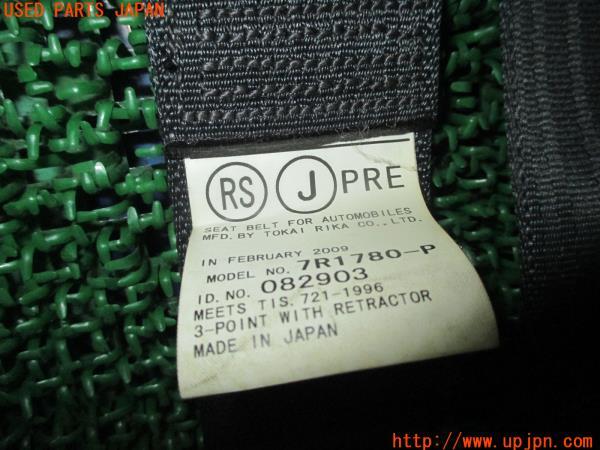 USED PARTS JAPAN
RS J PRE
SEAT BELT FOR AUTOMOBILES
MFD. BY TOKAI RIKA CO., LTD.
IN FEBRUARY 2009
MODEL NO. 7R1780-P
ID. NO. 082903
MEETS TIS. 721-1996
3-POINT WITH RETRACTOR
MADE IN JAPAN
http://www.upjpn.com/